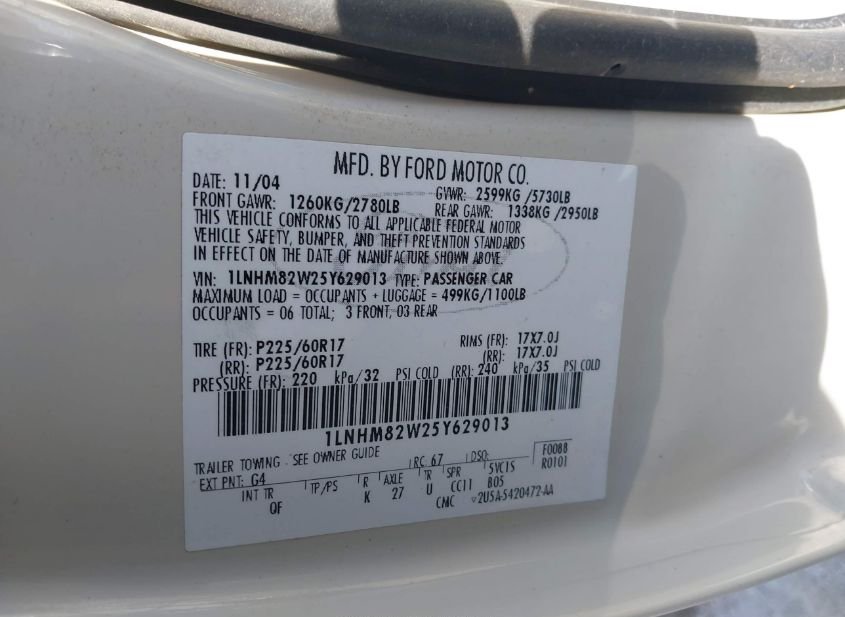 MFD. BY FORD MOTOR CO.
DATE: 11/04 GVWR: 2599KG /5730LB
FRONT GAWR: 1260KG/2780LB REAR GAWR: 1338KG /2950LB
THIS VEHICLE CONFORMS TO ALL APPLICABLE FEDERAL MOTOR
VEHICLE SAFETY, BUMPER, AND THEFT PREVENTION STANDARDS
IN EFFECT ON THE DATE OF MANUFACTURE SHOWN ABOVE.
VIN: 1LNHM82W25Y629013 TYPE: PASSENGER CAR
MAXIMUM LOAD = OCCUPANTS + LUGGAGE = 499KG/1100LB
OCCUPANTS = 06 TOTAL; 3 FRONT, 03 REAR
TIRE (FR): P225/60R17 RIMS (FR): 17X7.0J
(RR): P225/60R17 (RR): 17X7.0J
PRESSURE (FR): 220 kPa/32 PSI COLD (RR): 240 kPa/35 PSI COLD
1LNHM82W25Y629013
TRAILER TOWING - SEE OWNER GUIDE F0088
EXT PNT: G4 RC: 67 DSO: R0101
INT TR TP/PS R AXLE TR SPR 5VC15
QF K 27 U CC11 B05
CMC 2U5A-5420472-AA